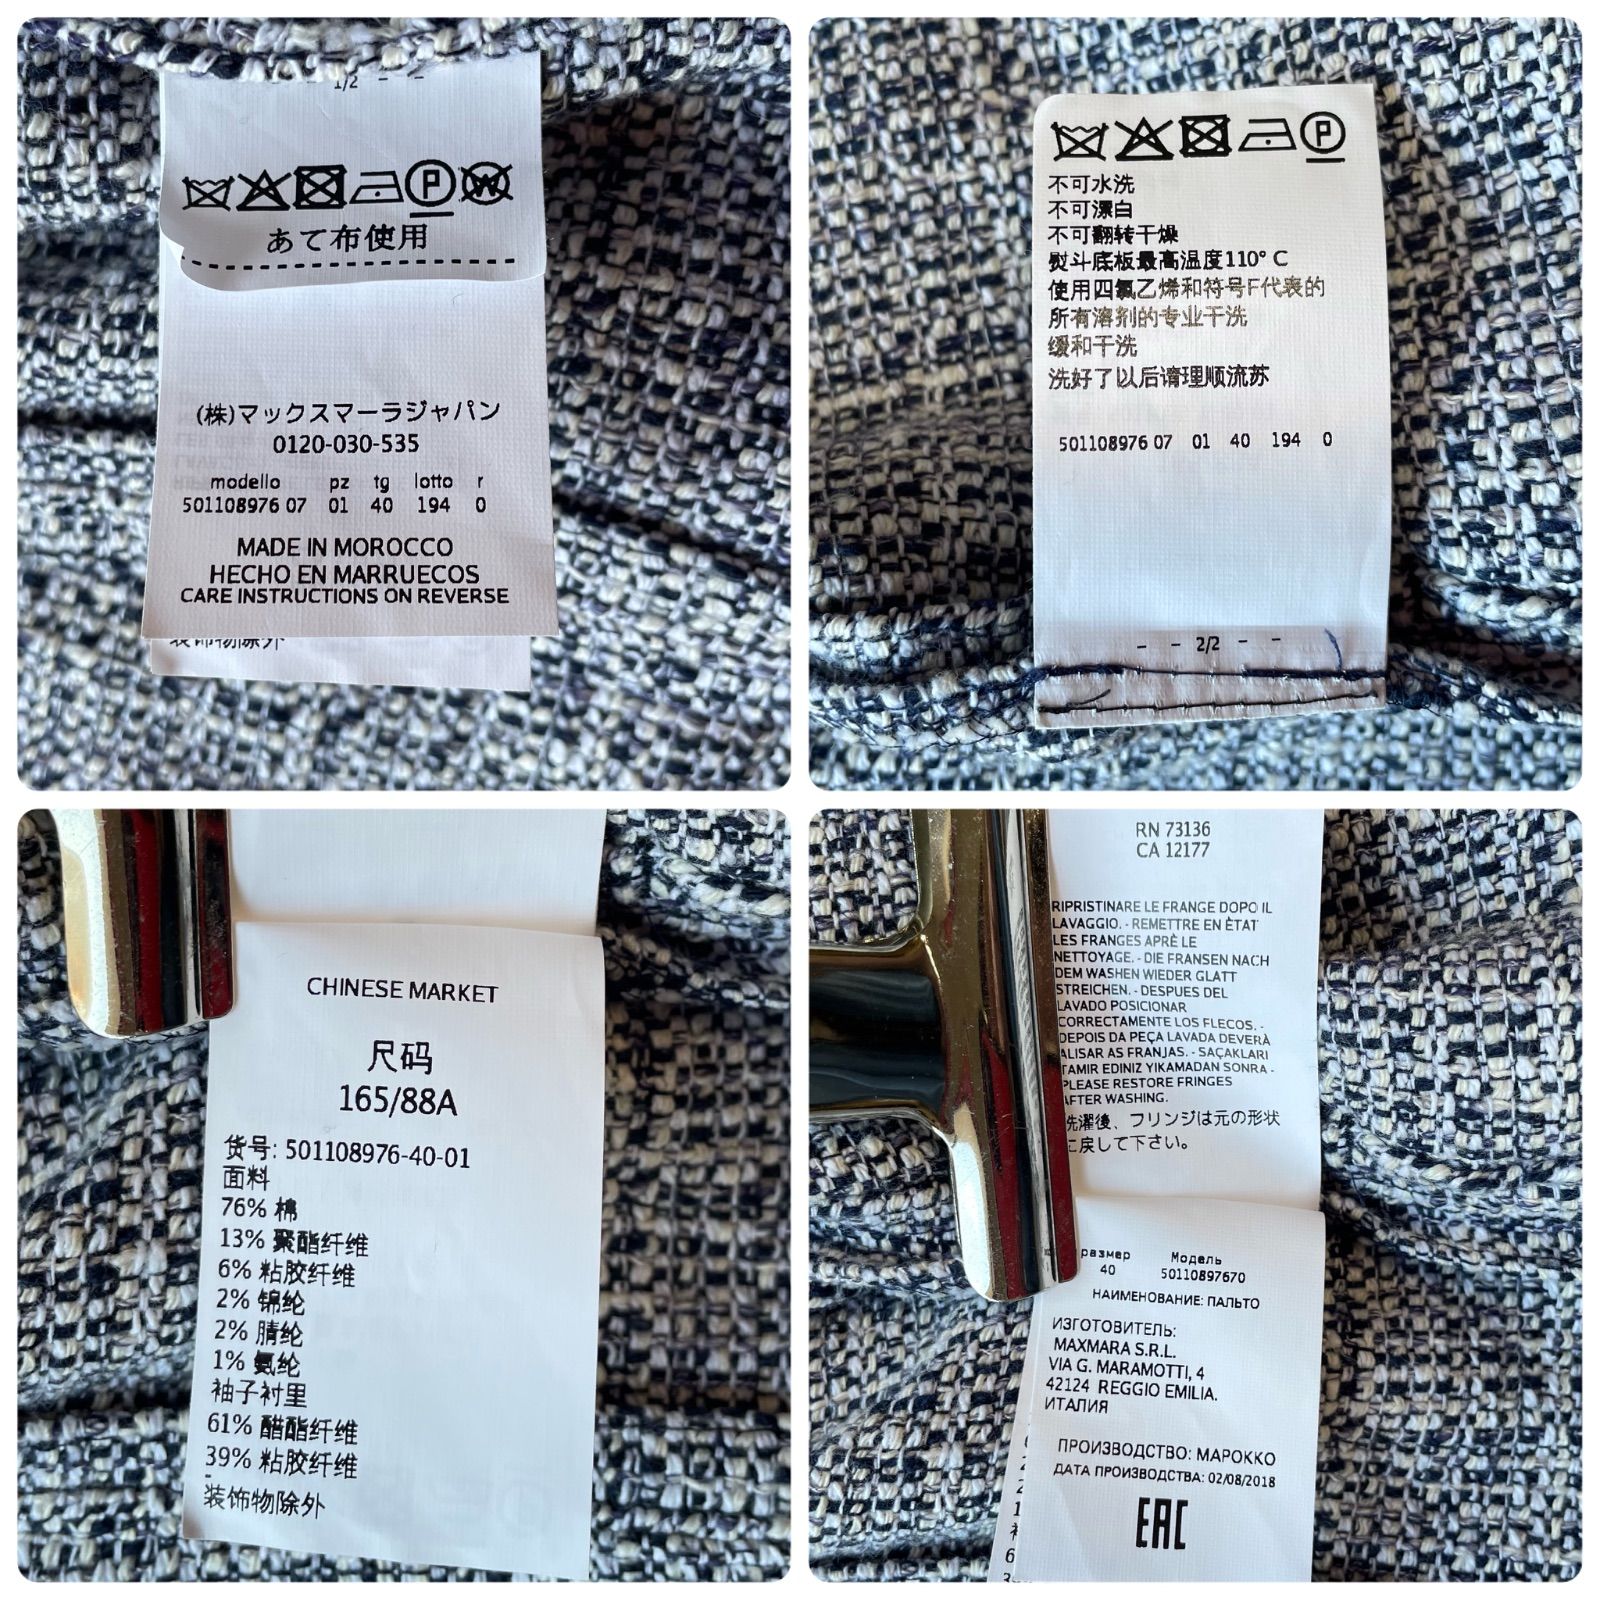 - 1/2 - -
あて布使用
(株)マックスマーラジャパン
0120-030-535
modello pz tg lotto r
501108976 07 01 40 194 0
MADE IN MOROCCO
HECHO EN MARRUECOS
CARE INSTRUCTIONS ON REVERSE
装饰物除外
不可水洗
不可漂白
不可翻转干燥
熨斗底板最高温度110° C
使用四氯乙烯和符号F代表的
所有溶剂的专业干洗
缓和干洗
洗好了以后请理顺流苏
501108976 07 01 40 194 0
- - 2/2 - -
CHINESE MARKET
尺码
165/88A
货号: 501108976-40-01
面料
76% 棉
13% 聚酯纤维
6% 粘胶纤维
2% 锦纶
2% 腈纶
1% 氨纶
袖子衬里
61% 醋酯纤维
39% 粘胶纤维
-
装饰物除外
RN 73136
CA 12177
RIPRISTINARE LE FRANGE DOPO IL
LAVAGGIO. - REMETTRE EN ÈTAT
LES FRANGES APRÈ LE
NETTOYAGE. - DIE FRANSEN NACH
DEM WASHEN WIEDER GLATT
STREICHEN. - DESPUES DEL
LAVADO POSICIONAR
CORRECTAMENTE LOS FLECOS. -
DEPOIS DA PEÇA LAVADA DEVERÀ
ALISAR AS FRANJAS. - SAÇAKLARI
TAMIR EDINIZ YIKAMADAN SONRA -
PLEASE RESTORE FRINGES
AFTER WASHING.
洗濯後、フリンジは元の形状
に戻して下さい。
размер Модель
40 50110897670
НАИМЕНОВАНИЕ: ПАЛЬТО
ИЗГОТОВИТЕЛЬ:
MAXMARA S.R.L.
VIA G. MARAMOTTI, 4
42124 REGGIO EMILIA.
ИТАЛИЯ
ПРОИЗВОДСТВО: МАРОККО
ДАТА ПРОИЗВОДСТВА: 02/08/2018
EAC